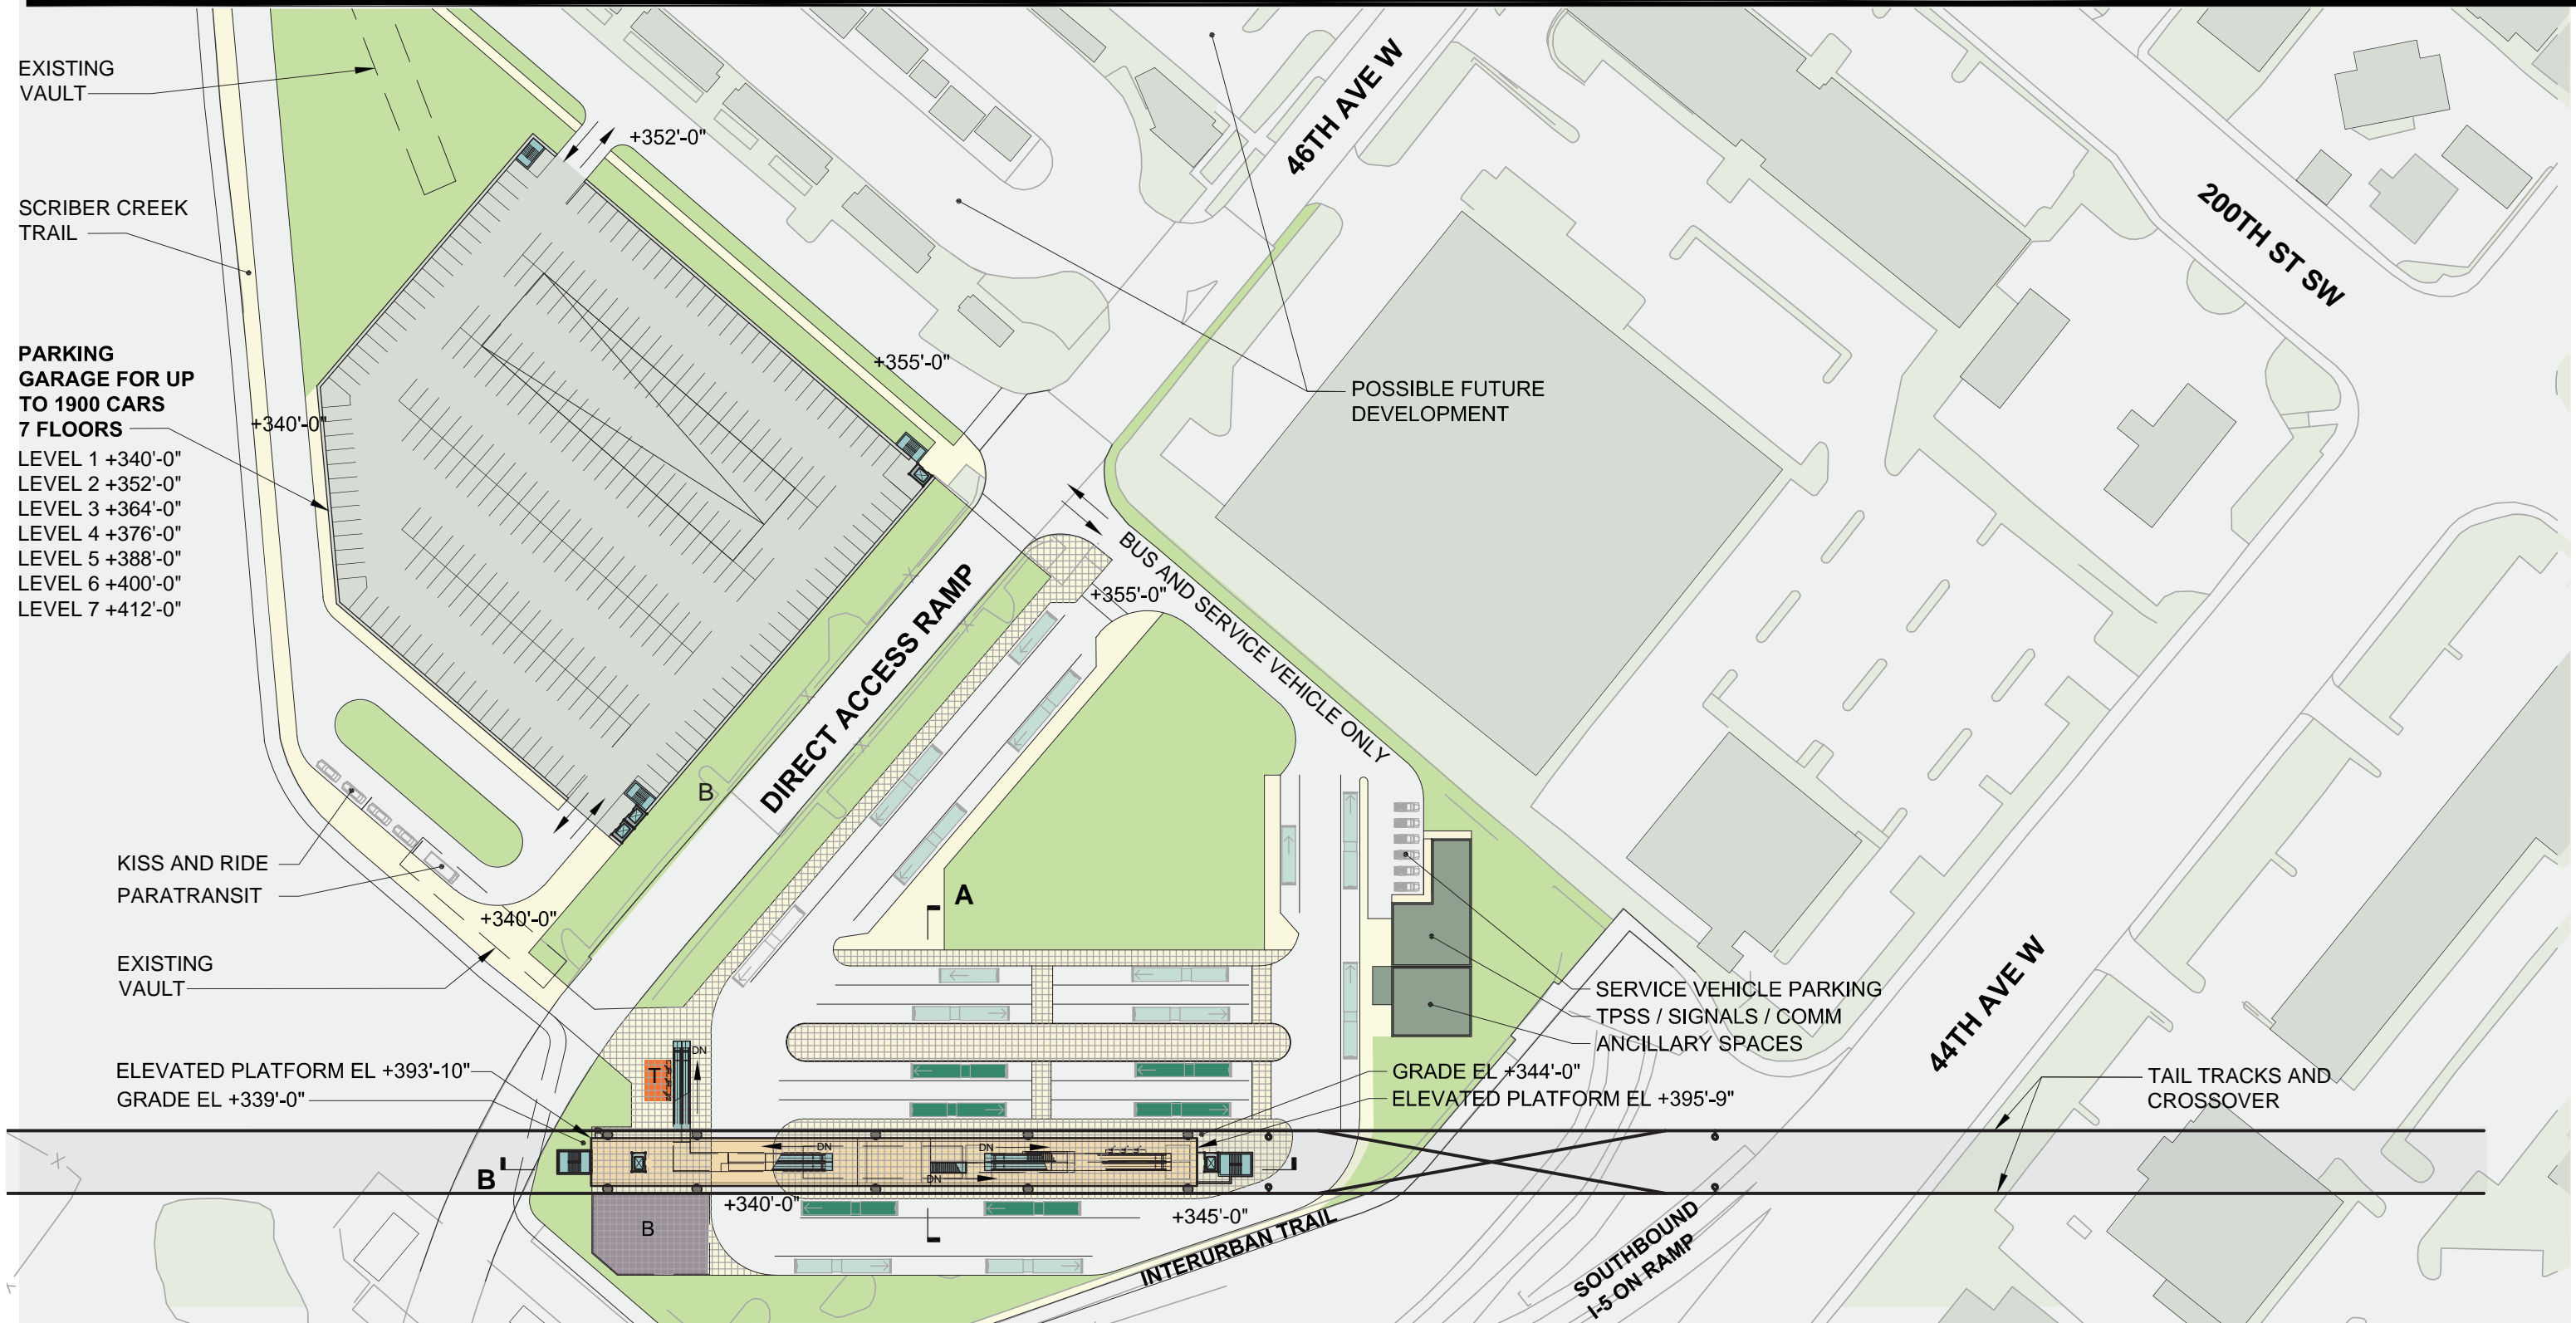 EXISTING
VAULT
SCRIBER CREEK
TRAIL
PARKING
GARAGE FOR UP
TO 1900 CARS
7 FLOORS
LEVEL 1 +340'-0"
LEVEL 2 +352'-0"
LEVEL 3 +364'-0"
LEVEL 4 +376'-0"
LEVEL 5 +388'-0"
LEVEL 6 +400'-0"
LEVEL 7 +412'-0"
+340'-0"
+352'-0"
+355'-0"
46TH AVE W
200TH ST SW
POSSIBLE FUTURE
DEVELOPMENT
BUS AND SERVICE VEHICLE ONLY
+355'-0"
DIRECT ACCESS RAMP
B
A
KISS AND RIDE
PARATRANSIT
+340'-0"
EXISTING
VAULT
SERVICE VEHICLE PARKING
TPSS / SIGNALS / COMM
ANCILLARY SPACES
44TH AVE W
ELEVATED PLATFORM EL +393'-10"
GRADE EL +339'-0"
T
DN
GRADE EL +344'-0"
ELEVATED PLATFORM EL +395'-9"
TAIL TRACKS AND
CROSSOVER
B
DN
DN
DN
B
B
+340'-0"
+345'-0"
INTERURBAN TRAIL
SOUTHBOUND
I-5 ON RAMP